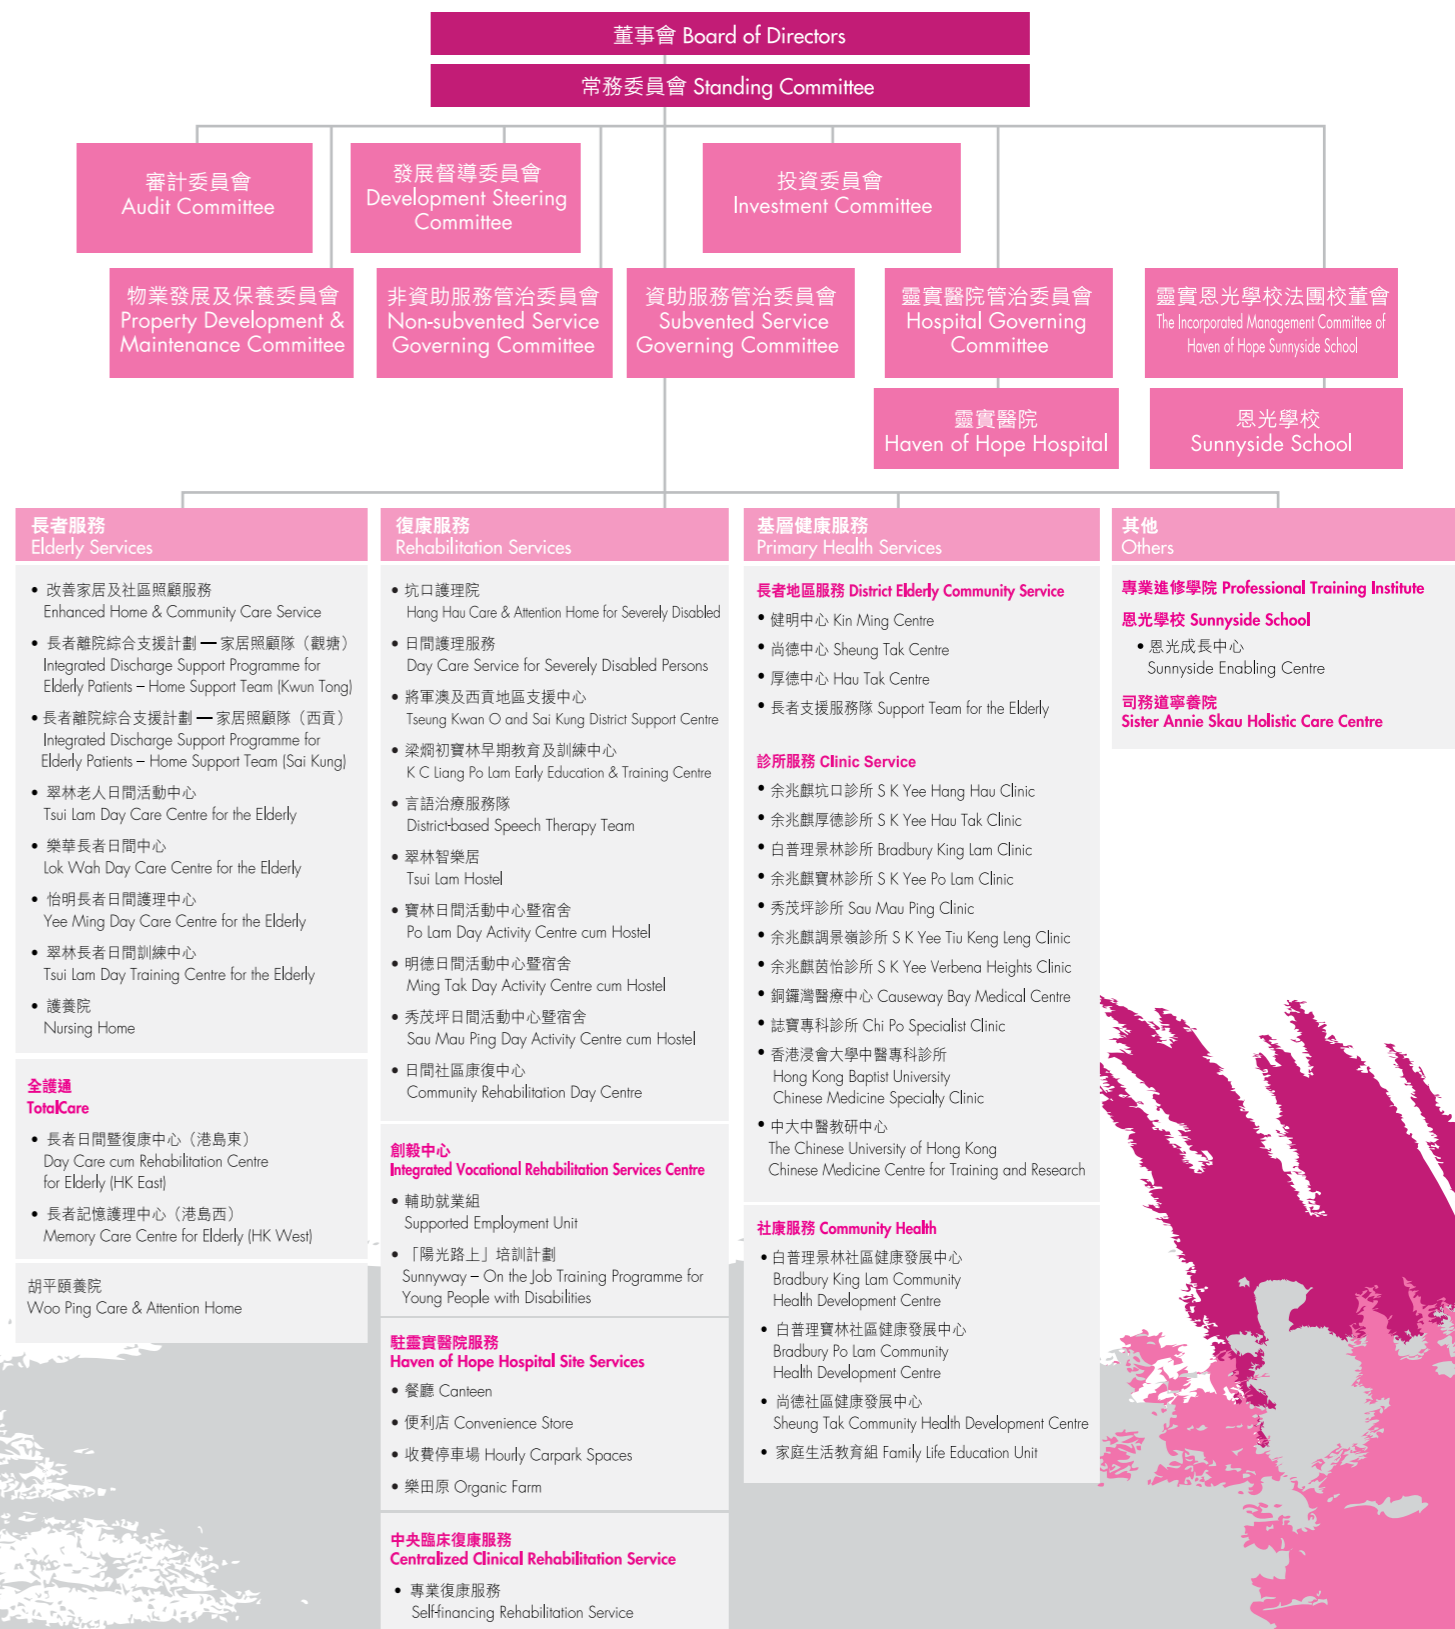 董事會 Board of Directors
常務委員會 Standing Committee
審計委員會
Audit Committee
發展督導委員會
Development Steering
Committee
投資委員會
Investment Committee
物業發展及保養委員會
Property Development &
Maintenance Committee
非資助服務管治委員會
Non-subvented Service
Governing Committee
資助服務管治委員會
Subvented Service
Governing Committee
靈實醫院管治委員會
Hospital Governing
Committee
靈實恩光學校法團校董會
The Incorporated Management Committee of
Haven of Hope Sunnyside School
靈實醫院
Haven of Hope Hospital
恩光學校
Sunnyside School
長者服務
Elderly Services
• 改善家居及社區照顧服務
Enhanced Home & Community Care Service
• 長者離院綜合支援計劃 — 家居照顧隊（觀塘）
Integrated Discharge Support Programme for
Elderly Patients – Home Support Team (Kwun Tong)
• 長者離院綜合支援計劃 — 家居照顧隊（西貢）
Integrated Discharge Support Programme for
Elderly Patients – Home Support Team (Sai Kung)
• 翠林老人日間活動中心
Tsui Lam Day Care Centre for the Elderly
• 樂華長者日間中心
Lok Wah Day Care Centre for the Elderly
• 怡明長者日間護理中心
Yee Ming Day Care Centre for the Elderly
• 翠林長者日間訓練中心
Tsui Lam Day Training Centre for the Elderly
• 護養院
Nursing Home
全護通
TotalCare
• 長者日間暨復康中心（港島東）
Day Care cum Rehabilitation Centre
for Elderly (HK East)
• 長者記憶護理中心（港島西）
Memory Care Centre for Elderly (HK West)
胡平頤養院
Woo Ping Care & Attention Home
復康服務
Rehabilitation Services
• 坑口護理院
Hang Hau Care & Attention Home for Severely Disabled
• 日間護理服務
Day Care Service for Severely Disabled Persons
• 將軍澳及西貢地區支援中心
Tseung Kwan O and Sai Kung District Support Centre
• 梁烱初寶林早期教育及訓練中心
K C Liang Po Lam Early Education & Training Centre
• 言語治療服務隊
District-based Speech Therapy Team
• 翠林智樂居
Tsui Lam Hostel
• 寶林日間活動中心暨宿舍
Po Lam Day Activity Centre cum Hostel
• 明德日間活動中心暨宿舍
Ming Tak Day Activity Centre cum Hostel
• 秀茂坪日間活動中心暨宿舍
Sau Mau Ping Day Activity Centre cum Hostel
• 日間社區康復中心
Community Rehabilitation Day Centre
創毅中心
Integrated Vocational Rehabilitation Services Centre
• 輔助就業組
Supported Employment Unit
• 「陽光路上」培訓計劃
Sunnyway – On the Job Training Programme for
Young People with Disabilities
駐靈實醫院服務
Haven of Hope Hospital Site Services
• 餐廳 Canteen
• 便利店 Convenience Store
• 收費停車場 Hourly Carpark Spaces
• 樂田原 Organic Farm
中央臨床復康服務
Centralized Clinical Rehabilitation Service
• 專業復康服務
Self-financing Rehabilitation Service
基層健康服務
Primary Health Services
長者地區服務 District Elderly Community Service
• 健明中心 Kin Ming Centre
• 尚德中心 Sheung Tak Centre
• 厚德中心 Hau Tak Centre
• 長者支援服務隊 Support Team for the Elderly
診所服務 Clinic Service
• 余兆麒坑口診所 S K Yee Hang Hau Clinic
• 余兆麒厚德診所 S K Yee Hau Tak Clinic
• 白普理景林診所 Bradbury King Lam Clinic
• 余兆麒寶林診所 S K Yee Po Lam Clinic
• 秀茂坪診所 Sau Mau Ping Clinic
• 余兆麒調景嶺診所 S K Yee Tiu Keng Leng Clinic
• 余兆麒茵怡診所 S K Yee Verbena Heights Clinic
• 銅鑼灣醫療中心 Causeway Bay Medical Centre
• 誌寶專科診所 Chi Po Specialist Clinic
• 香港浸會大學中醫專科診所
Hong Kong Baptist University
Chinese Medicine Specialty Clinic
• 中大中醫教研中心
The Chinese University of Hong Kong
Chinese Medicine Centre for Training and Research
社康服務 Community Health
• 白普理景林社區健康發展中心
Bradbury King Lam Community
Health Development Centre
• 白普理寶林社區健康發展中心
Bradbury Po Lam Community
Health Development Centre
• 尚德社區健康發展中心
Sheung Tak Community Health Development Centre
• 家庭生活教育組 Family Life Education Unit
其他
Others
專業進修學院 Professional Training Institute
恩光學校 Sunnyside School
• 恩光成長中心
Sunnyside Enabling Centre
司務道寧養院
Sister Annie Skau Holistic Care Centre